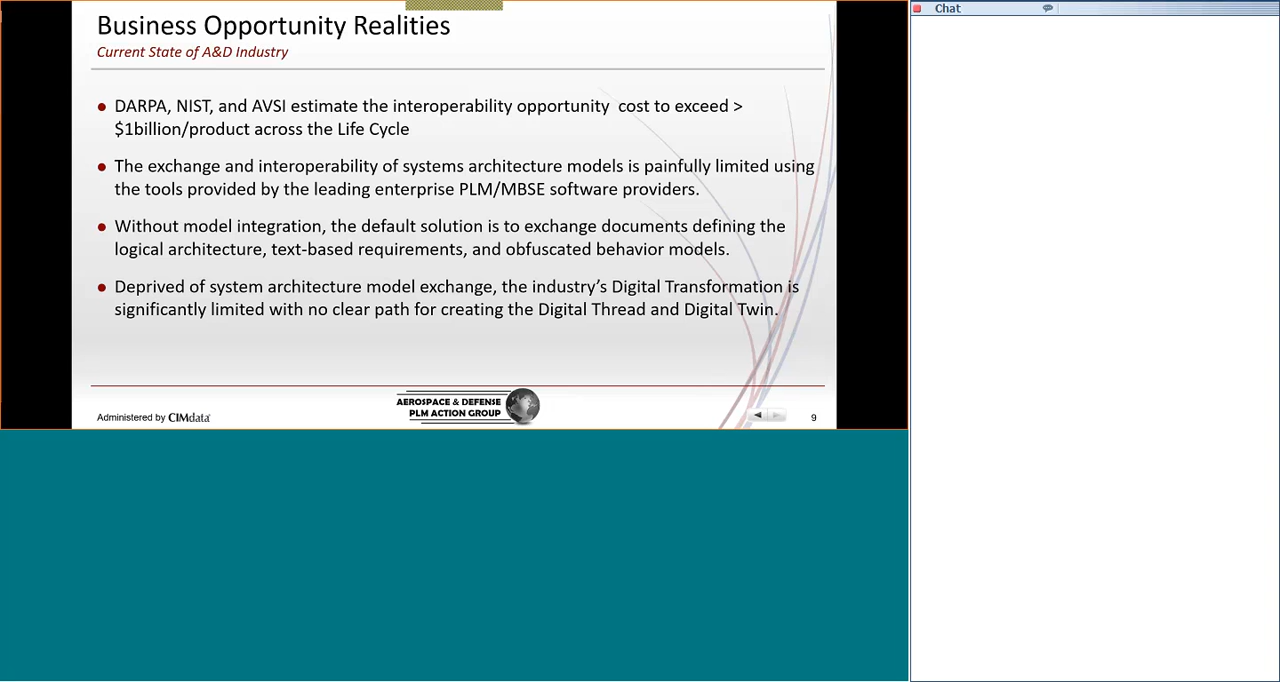 Business Opportunity Realities
Current State of A&D Industry
DARPA, NIST, and AVSI estimate the interoperability opportunity cost to exceed >
$1billion/product across the Life Cycle
The exchange and interoperability of systems architecture models is painfully limited using
the tools provided by the leading enterprise PLM/MBSE software providers.
Without model integration, the default solution is to exchange documents defining the
logical architecture, text-based requirements, and obfuscated behavior models.
Deprived of system architecture model exchange, the industry’s Digital Transformation is
significantly limited with no clear path for creating the Digital Thread and Digital Twin.
Administered by CIMdata
AEROSPACE & DEFENSE
PLM ACTION GROUP
9
Chat